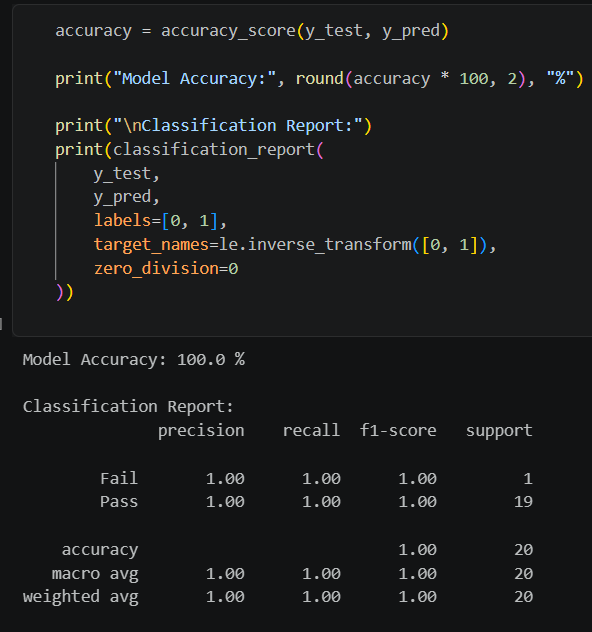 accuracy = accuracy_score(y_test, y_pred)
print("Model Accuracy:", round(accuracy * 100, 2), "%")
print("\nClassification Report:")
print(classification_report(
    y_test,
    y_pred,
    labels=[0, 1],
    target_names=le.inverse_transform([0, 1]),
    zero_division=0
))
Model Accuracy: 100.0 %
Classification Report:
              precision    recall  f1-score   support
        Fail       1.00      1.00      1.00         1
        Pass       1.00      1.00      1.00        19
    accuracy                           1.00        20
   macro avg       1.00      1.00      1.00        20
weighted avg       1.00      1.00      1.00        20